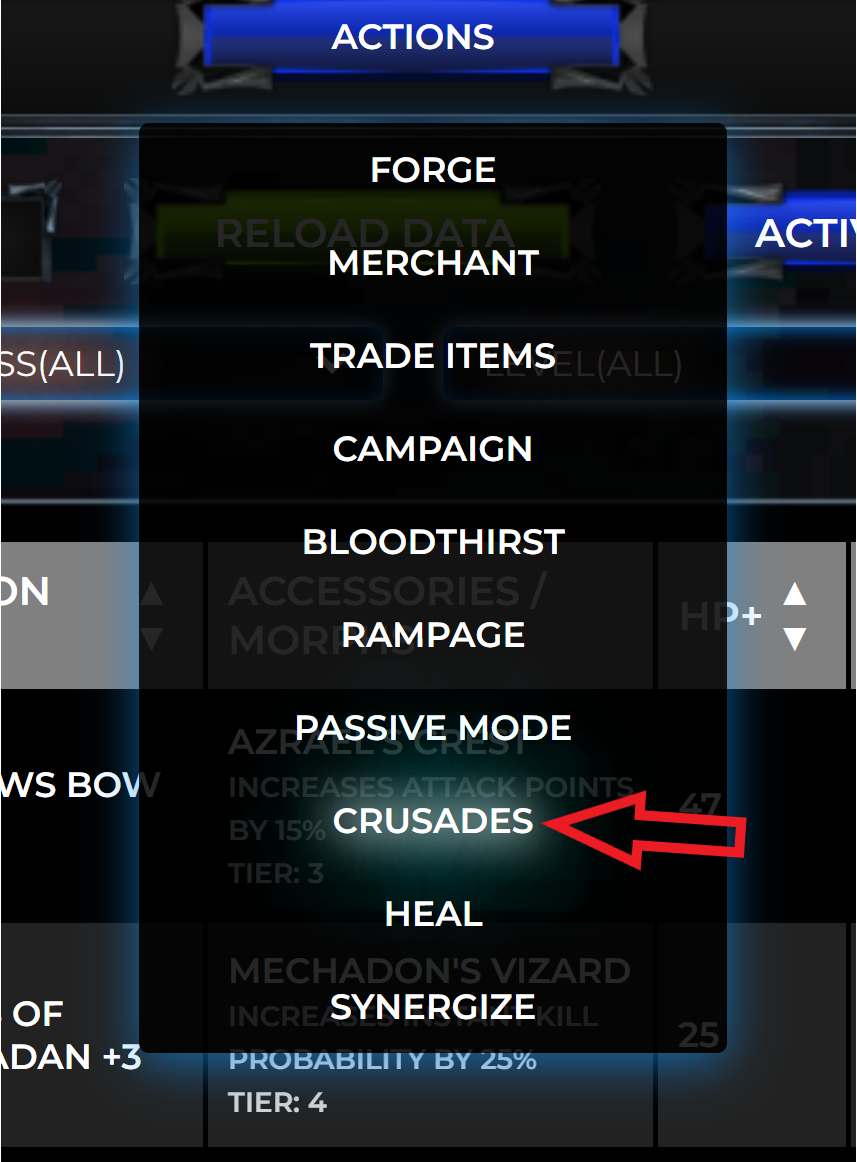 ACTIONS
FORGE
RELOAD DATA
MERCHANT
ACTIV
SS(ALL)
TRADE ITEMS
LEVEL(ALL)
CAMPAIGN
BLOODTHIRST
ON
▲
▼
ACCESSORIES /
MORPHS
HP+
▲
▼
RAMPAGE
PASSIVE MODE
WS BOW
AZRAEL'S CREST
INCREASES ATTACK POINTS
BY 15%
TIER: 3
47
CRUSADES
HEAL
OF
ADAN +3
MECHADON'S VIZARD
INCREASES INSTANT KILL
PROBABILITY BY 25%
TIER: 4
25
SYNERGIZE